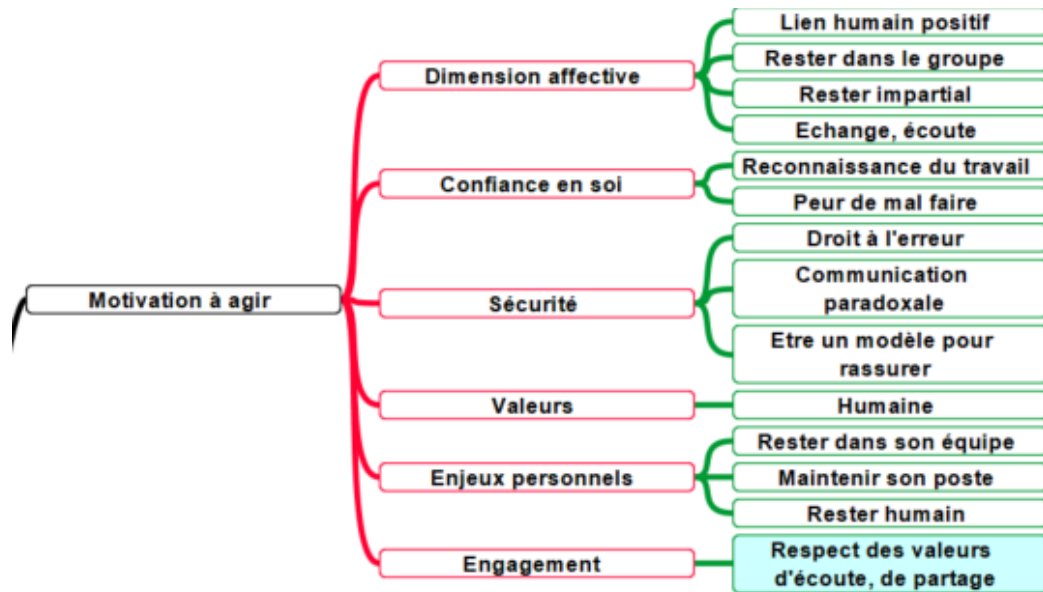 Motivation à agir
Dimension affective
Lien humain positif
Rester dans le groupe
Rester impartial
Echange, écoute
Confiance en soi
Reconnaissance du travail
Peur de mal faire
Sécurité
Droit à l'erreur
Communication
paradoxale
Etre un modèle pour
rassurer
Valeurs
Humaine
Enjeux personnels
Rester dans son équipe
Maintenir son poste
Rester humain
Engagement
Respect des valeurs
d'écoute, de partage